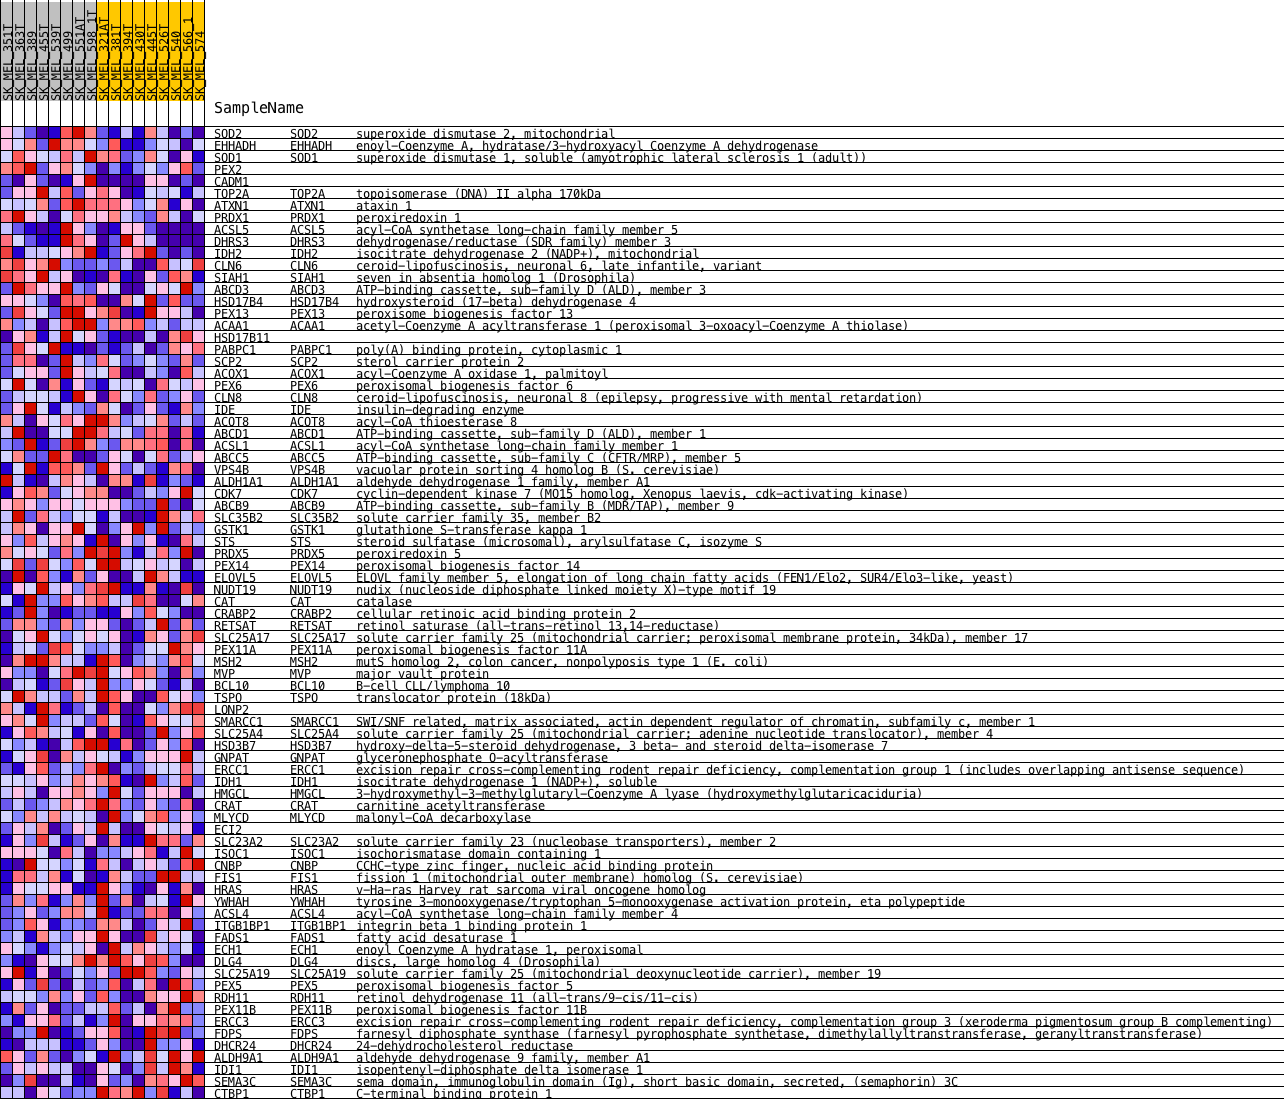 SK_MEL_351T
SK_MEL_363T
SK_MEL_389
SK_MEL_455T
SK_MEL_539T
SK_MEL_499
SK_MEL_551AT
SK_MEL_598_1T
SK_MEL_321AT
SK_MEL_381T
SK_MEL_394T
SK_MEL_430T
SK_MEL_445T
SK_MEL_526T
SK_MEL_540
SK_MEL_566_1
SK_MEL_574
SampleName
SOD2 SOD2 superoxide dismutase 2, mitochondrial
EHHADH EHHADH enoyl-Coenzyme A, hydratase/3-hydroxyacyl Coenzyme A dehydrogenase
SOD1 SOD1 superoxide dismutase 1, soluble (amyotrophic lateral sclerosis 1 (adult))
PEX2
CADM1
TOP2A TOP2A topoisomerase (DNA) II alpha 170kDa
ATXN1 ATXN1 ataxin 1
PRDX1 PRDX1 peroxiredoxin 1
ACSL5 ACSL5 acyl-CoA synthetase long-chain family member 5
DHRS3 DHRS3 dehydrogenase/reductase (SDR family) member 3
IDH2 IDH2 isocitrate dehydrogenase 2 (NADP+), mitochondrial
CLN6 CLN6 ceroid-lipofuscinosis, neuronal 6, late infantile, variant
SIAH1 SIAH1 seven in absentia homolog 1 (Drosophila)
ABCD3 ABCD3 ATP-binding cassette, sub-family D (ALD), member 3
HSD17B4 HSD17B4 hydroxysteroid (17-beta) dehydrogenase 4
PEX13 PEX13 peroxisome biogenesis factor 13
ACAA1 ACAA1 acetyl-Coenzyme A acyltransferase 1 (peroxisomal 3-oxoacyl-Coenzyme A thiolase)
HSD17B11
PABPC1 PABPC1 poly(A) binding protein, cytoplasmic 1
SCP2 SCP2 sterol carrier protein 2
ACOX1 ACOX1 acyl-Coenzyme A oxidase 1, palmitoyl
PEX6 PEX6 peroxisomal biogenesis factor 6
CLN8 CLN8 ceroid-lipofuscinosis, neuronal 8 (epilepsy, progressive with mental retardation)
IDE IDE insulin-degrading enzyme
ACOT8 ACOT8 acyl-CoA thioesterase 8
ABCD1 ABCD1 ATP-binding cassette, sub-family D (ALD), member 1
ACSL1 ACSL1 acyl-CoA synthetase long-chain family member 1
ABCC5 ABCC5 ATP-binding cassette, sub-family C (CFTR/MRP), member 5
VPS4B VPS4B vacuolar protein sorting 4 homolog B (S. cerevisiae)
ALDH1A1 ALDH1A1 aldehyde dehydrogenase 1 family, member A1
CDK7 CDK7 cyclin-dependent kinase 7 (MO15 homolog, Xenopus laevis, cdk-activating kinase)
ABCB9 ABCB9 ATP-binding cassette, sub-family B (MDR/TAP), member 9
SLC35B2 SLC35B2 solute carrier family 35, member B2
GSTK1 GSTK1 glutathione S-transferase kappa 1
STS STS steroid sulfatase (microsomal), arylsulfatase C, isozyme S
PRDX5 PRDX5 peroxiredoxin 5
PEX14 PEX14 peroxisomal biogenesis factor 14
ELOVL5 ELOVL5 ELOVL family member 5, elongation of long chain fatty acids (FEN1/Elo2, SUR4/Elo3-like, yeast)
NUDT19 NUDT19 nudix (nucleoside diphosphate linked moiety X)-type motif 19
CAT CAT catalase
CRABP2 CRABP2 cellular retinoic acid binding protein 2
RETSAT RETSAT retinol saturase (all-trans-retinol 13,14-reductase)
SLC25A17 SLC25A17 solute carrier family 25 (mitochondrial carrier; peroxisomal membrane protein, 34kDa), member 17
PEX11A PEX11A peroxisomal biogenesis factor 11A
MSH2 MSH2 mutS homolog 2, colon cancer, nonpolyposis type 1 (E. coli)
MVP MVP major vault protein
BCL10 BCL10 B-cell CLL/lymphoma 10
TSPO TSPO translocator protein (18kDa)
LONP2
SMARCC1 SMARCC1 SWI/SNF related, matrix associated, actin dependent regulator of chromatin, subfamily c, member 1
SLC25A4 SLC25A4 solute carrier family 25 (mitochondrial carrier; adenine nucleotide translocator), member 4
HSD3B7 HSD3B7 hydroxy-delta-5-steroid dehydrogenase, 3 beta- and steroid delta-isomerase 7
GNPAT GNPAT glyceronephosphate O-acyltransferase
ERCC1 ERCC1 excision repair cross-complementing rodent repair deficiency, complementation group 1 (includes overlapping antisense sequence)
IDH1 IDH1 isocitrate dehydrogenase 1 (NADP+), soluble
HMGCL HMGCL 3-hydroxymethyl-3-methylglutaryl-Coenzyme A lyase (hydroxymethylglutaricaciduria)
CRAT CRAT carnitine acetyltransferase
MLYCD MLYCD malonyl-CoA decarboxylase
ECI2
SLC23A2 SLC23A2 solute carrier family 23 (nucleobase transporters), member 2
ISOC1 ISOC1 isochorismatase domain containing 1
CNBP CNBP CCHC-type zinc finger, nucleic acid binding protein
FIS1 FIS1 fission 1 (mitochondrial outer membrane) homolog (S. cerevisiae)
HRAS HRAS v-Ha-ras Harvey rat sarcoma viral oncogene homolog
YWHAH YWHAH tyrosine 3-monooxygenase/tryptophan 5-monooxygenase activation protein, eta polypeptide
ACSL4 ACSL4 acyl-CoA synthetase long-chain family member 4
ITGB1BP1 ITGB1BP1 integrin beta 1 binding protein 1
FADS1 FADS1 fatty acid desaturase 1
ECH1 ECH1 enoyl Coenzyme A hydratase 1, peroxisomal
DLG4 DLG4 discs, large homolog 4 (Drosophila)
SLC25A19 SLC25A19 solute carrier family 25 (mitochondrial deoxynucleotide carrier), member 19
PEX5 PEX5 peroxisomal biogenesis factor 5
RDH11 RDH11 retinol dehydrogenase 11 (all-trans/9-cis/11-cis)
PEX11B PEX11B peroxisomal biogenesis factor 11B
ERCC3 ERCC3 excision repair cross-complementing rodent repair deficiency, complementation group 3 (xeroderma pigmentosum group B complementing)
FDPS FDPS farnesyl diphosphate synthase (farnesyl pyrophosphate synthetase, dimethylallyltranstransferase, geranyltranstransferase)
DHCR24 DHCR24 24-dehydrocholesterol reductase
ALDH9A1 ALDH9A1 aldehyde dehydrogenase 9 family, member A1
IDI1 IDI1 isopentenyl-diphosphate delta isomerase 1
SEMA3C SEMA3C sema domain, immunoglobulin domain (Ig), short basic domain, secreted, (semaphorin) 3C
CTBP1 CTBP1 C-terminal binding protein 1